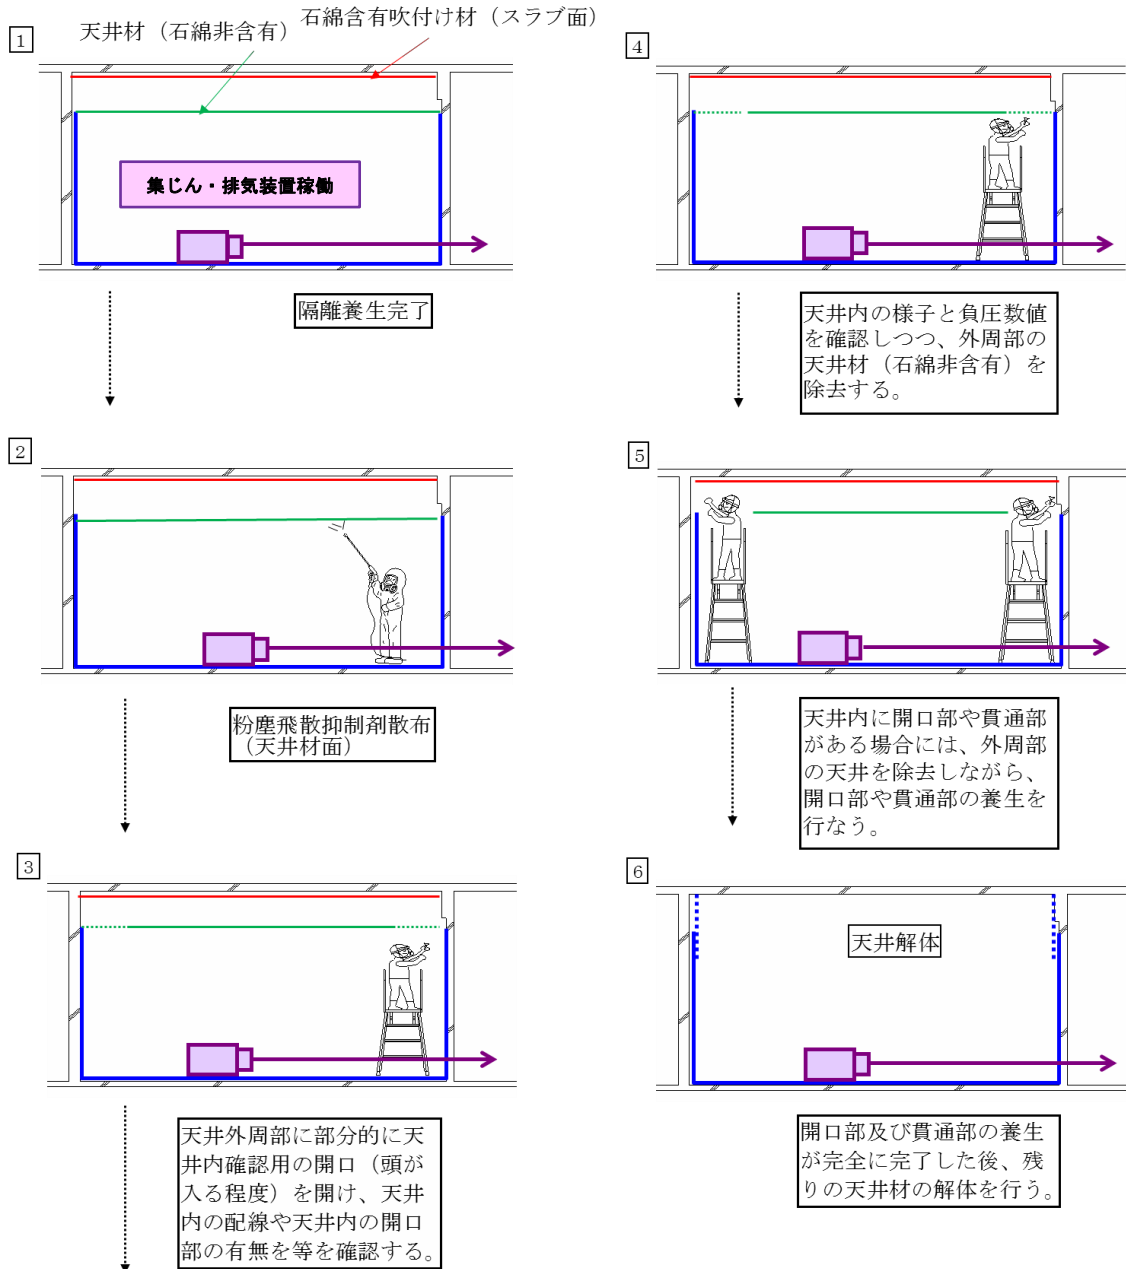 1
天井材（石綿非含有）
石綿含有吹付け材（スラブ面）
集じん・排気装置稼働
隔離養生完了
2
粉塵飛散抑制剤散布
（天井材面）
3
天井外周部に部分的に天
井内確認用の開口（頭が
入る程度）を開け、天井
内の配線や天井内の開口
部の有無を等を確認する。
4
天井内の様子と負圧数値
を確認しつつ、外周部の
天井材（石綿非含有）を
除去する。
5
天井内に開口部や貫通部
がある場合には、外周部
の天井を除去しながら、
開口部や貫通部の養生を
行なう。
6
天井解体
開口部及び貫通部の養生
が完全に完了した後、残
りの天井材の解体を行う。